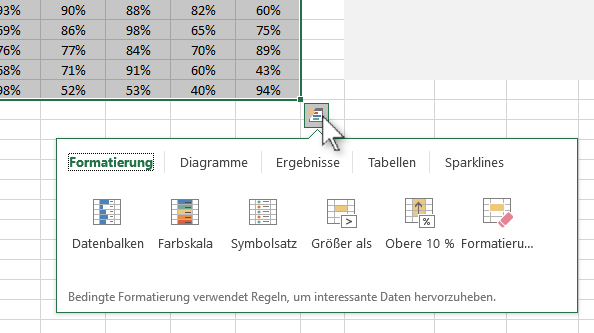 93% 90% 88% 82% 60%
69% 86% 98% 65% 75%
76% 77% 84% 70% 89%
58% 71% 91% 60% 43%
98% 52% 53% 40% 94%
Formatierung Diagramme Ergebnisse Tabellen Sparklines
Datenbalken Farbskala Symbolsatz Größer als Obere 10 % Formatieru...
Bedingte Formatierung verwendet Regeln, um interessante Daten hervorzuheben.